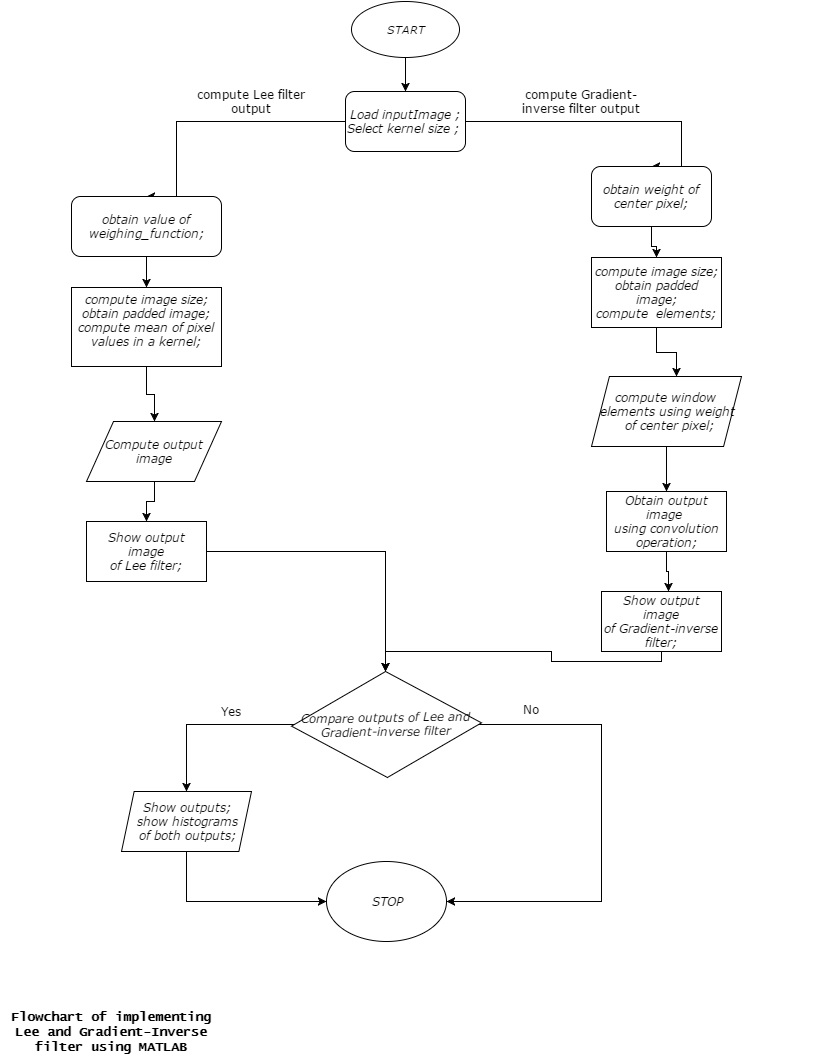 START
compute Lee filter
output
compute Gradient-
inverse filter output
Load inputImage ;
Select kernel size ;
obtain value of
weighing_function;
obtain weight of
center pixel;
compute image size;
obtain padded image;
compute mean of pixel
values in a kernel;
compute image size;
obtain padded
image;
compute elements;
Compute output
image
compute window
elements using weight
of center pixel;
Show output
image
of Lee filter;
Obtain output
image
using convolution
operation;
Show output
image
of Gradient-inverse
filter;
Compare outputs of Lee and
Gradient-inverse filter
Yes
No
Show outputs;
show histograms
of both outputs;
STOP
Flowchart of implementing
Lee and Gradient-Inverse
filter using MATLAB